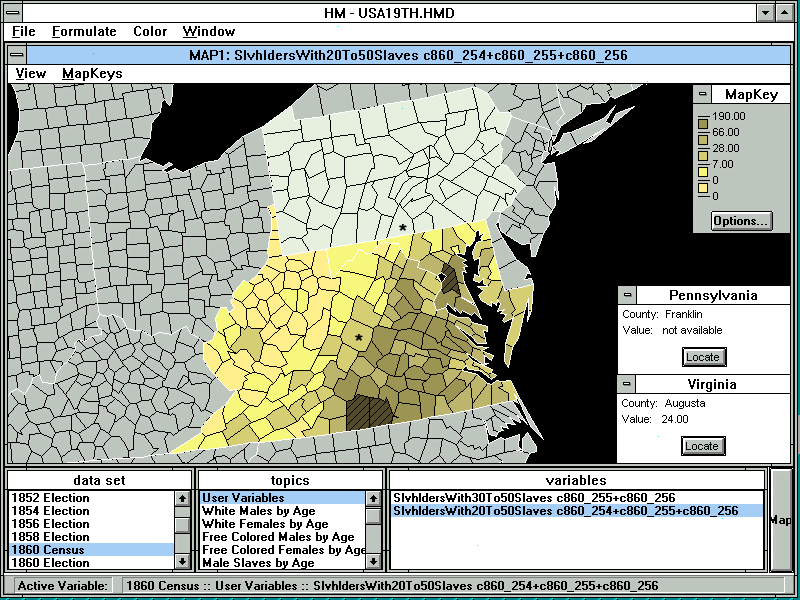 HM - USA19TH.HMD
File Formulate Color Window
MAP1: SlvhldersWith20To50Slaves c860_254+c860_255+c860_256
View MapKeys
MapKey
190.00
66.00
28.00
7.00
0
0
Options...
*
*
Pennsylvania
County: Franklin
Value: not available
Locate
Virginia
County: Augusta
Value: 24.00
Locate
data set
1852 Election
1854 Election
1856 Election
1858 Election
1860 Census
1860 Election
topics
User Variables
White Males by Age
White Females by Age
Free Colored Males by Age
Free Colored Females by Age
Male Slaves by Age
variables
SlvhldersWith30To50Slaves c860_255+c860_256
SlvhldersWith20To50Slaves c860_254+c860_255+c860_256
Map
Active Variable: 1860 Census :: User Variables :: SlvhldersWith20To50Slaves c860_254+c860_255+c860_256